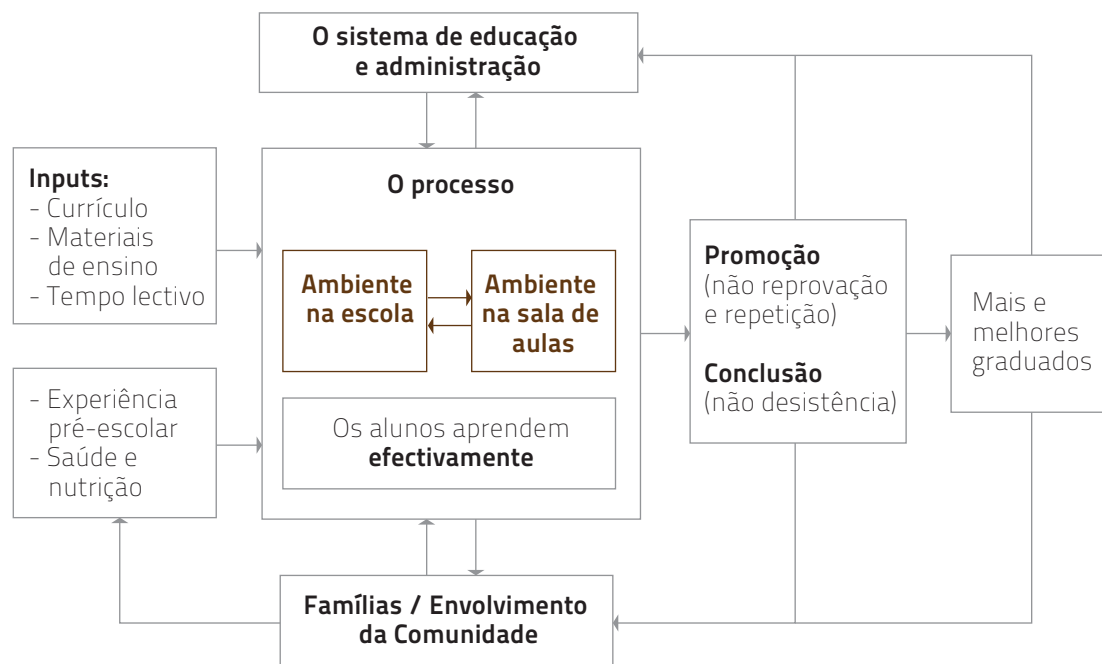 O sistema de educação
e administração
Inputs:
- Currículo
- Materiais
de ensino
- Tempo lectivo
- Experiência
pré-escolar
- Saúde e
nutrição
O processo
Ambiente
na escola
Ambiente
na sala de
aulas
Os alunos aprendem
efectivamente
Promoção
(não reprovação
e repetição)
Conclusão
(não desistência)
Mais e
melhores
graduados
Famílias / Envolvimento
da Comunidade